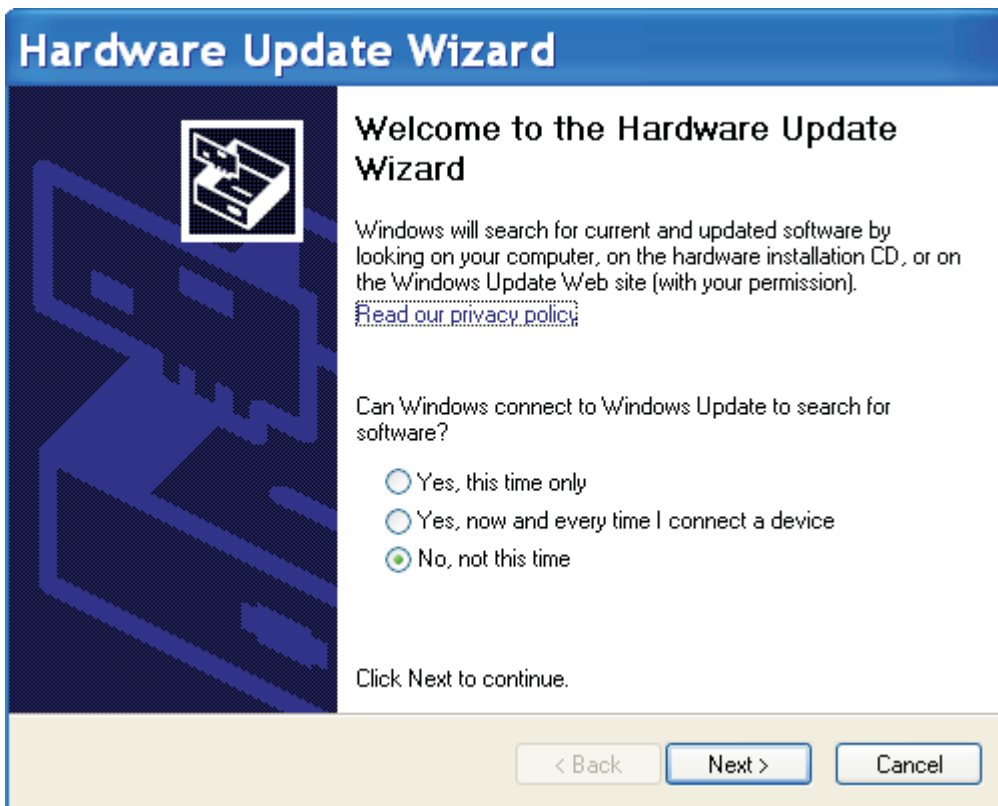 Hardware Update Wizard
Welcome to the Hardware Update
Wizard
Windows will search for current and updated software by
looking on your computer, on the hardware installation CD, or on
the Windows Update Web site (with your permission).
Read our privacy policy
Can Windows connect to Windows Update to search for
software?
Yes, this time only
Yes, now and every time I connect a device
No, not this time
Click Next to continue.
< Back Next > Cancel